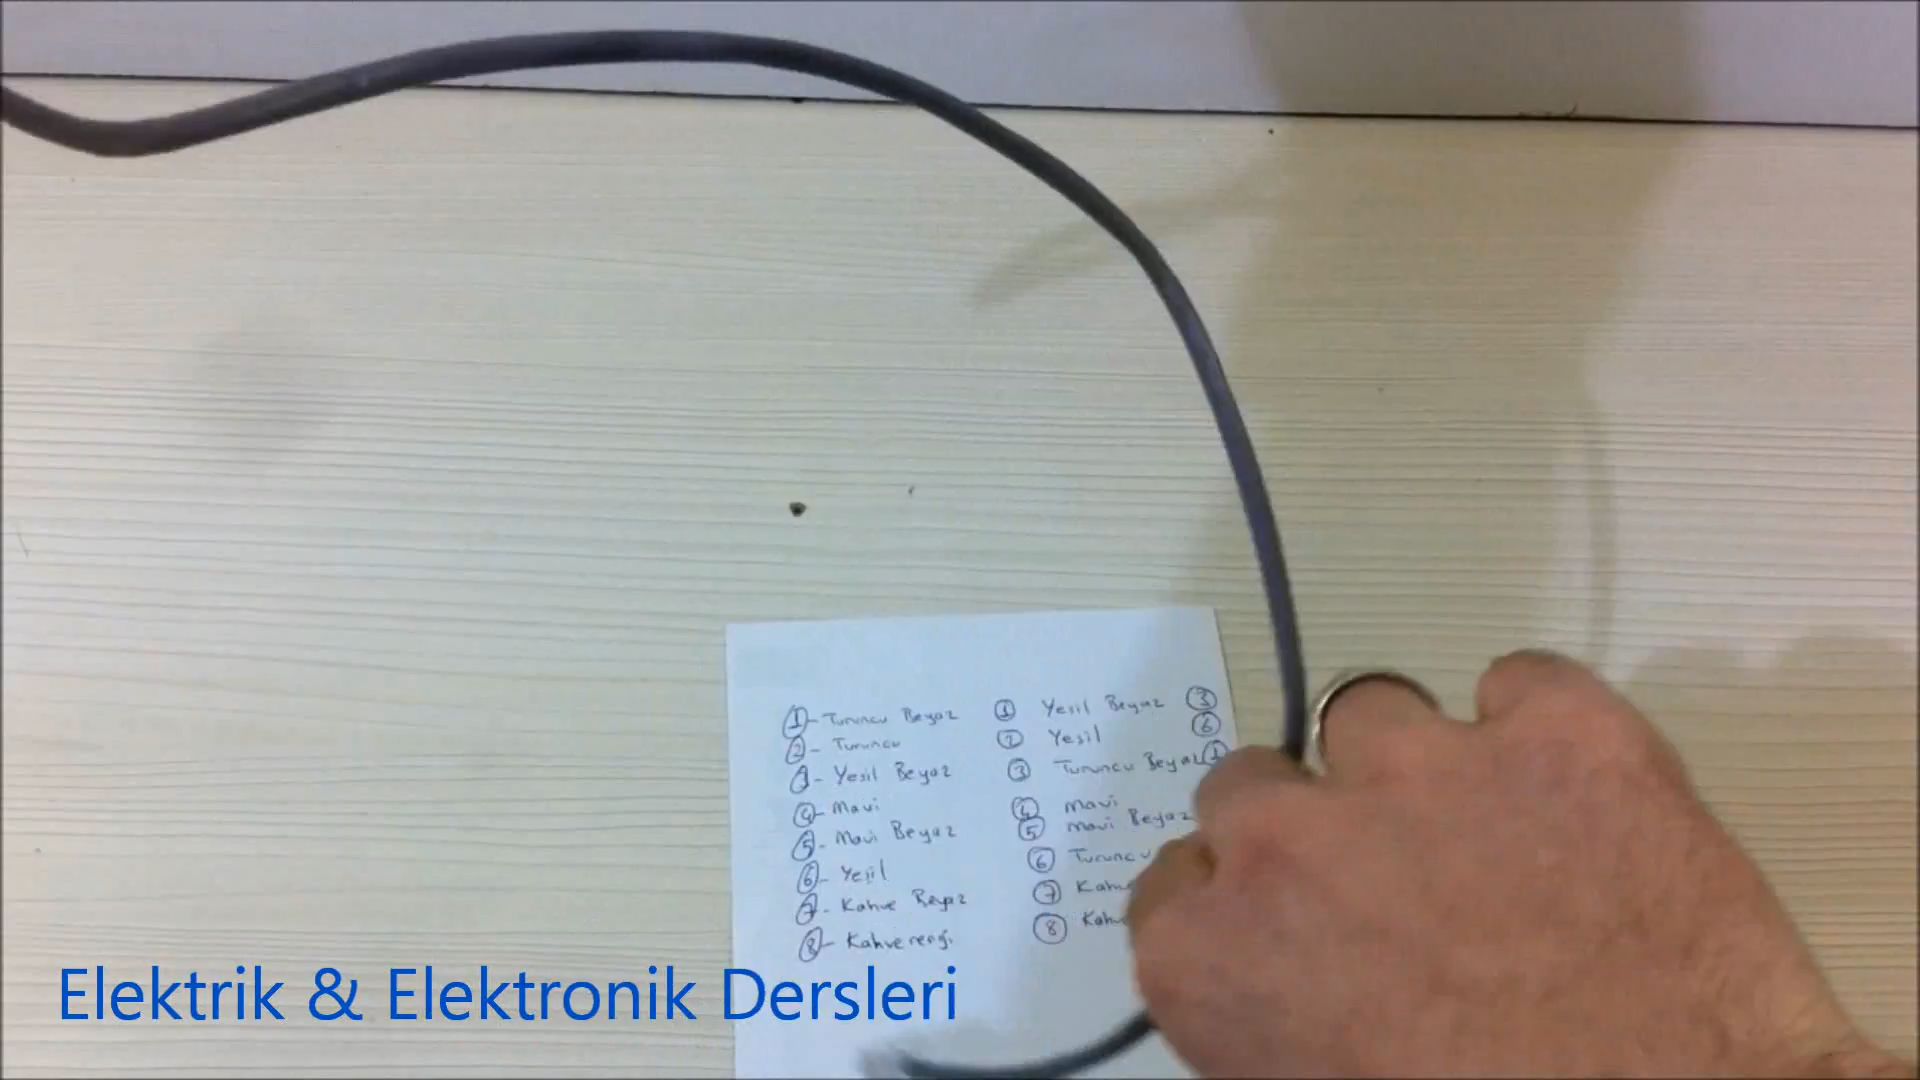 ①- Turuncu Beyaz ① Yesil Beyaz ③
②- Turuncu ② Yesil ⑥
③- Yesil Beyaz ③ Turuncu Beyaz ①
④- Mavi ④ Mavi
⑤- Mavi Beyaz ⑤ Mavi Beyaz
⑥- Yesil ⑥ Turuncu
⑦- Kahve Beyaz ⑦ Kahve
⑧- Kahverengi ⑧ Kahve
Elektrik & Elektronik Dersleri